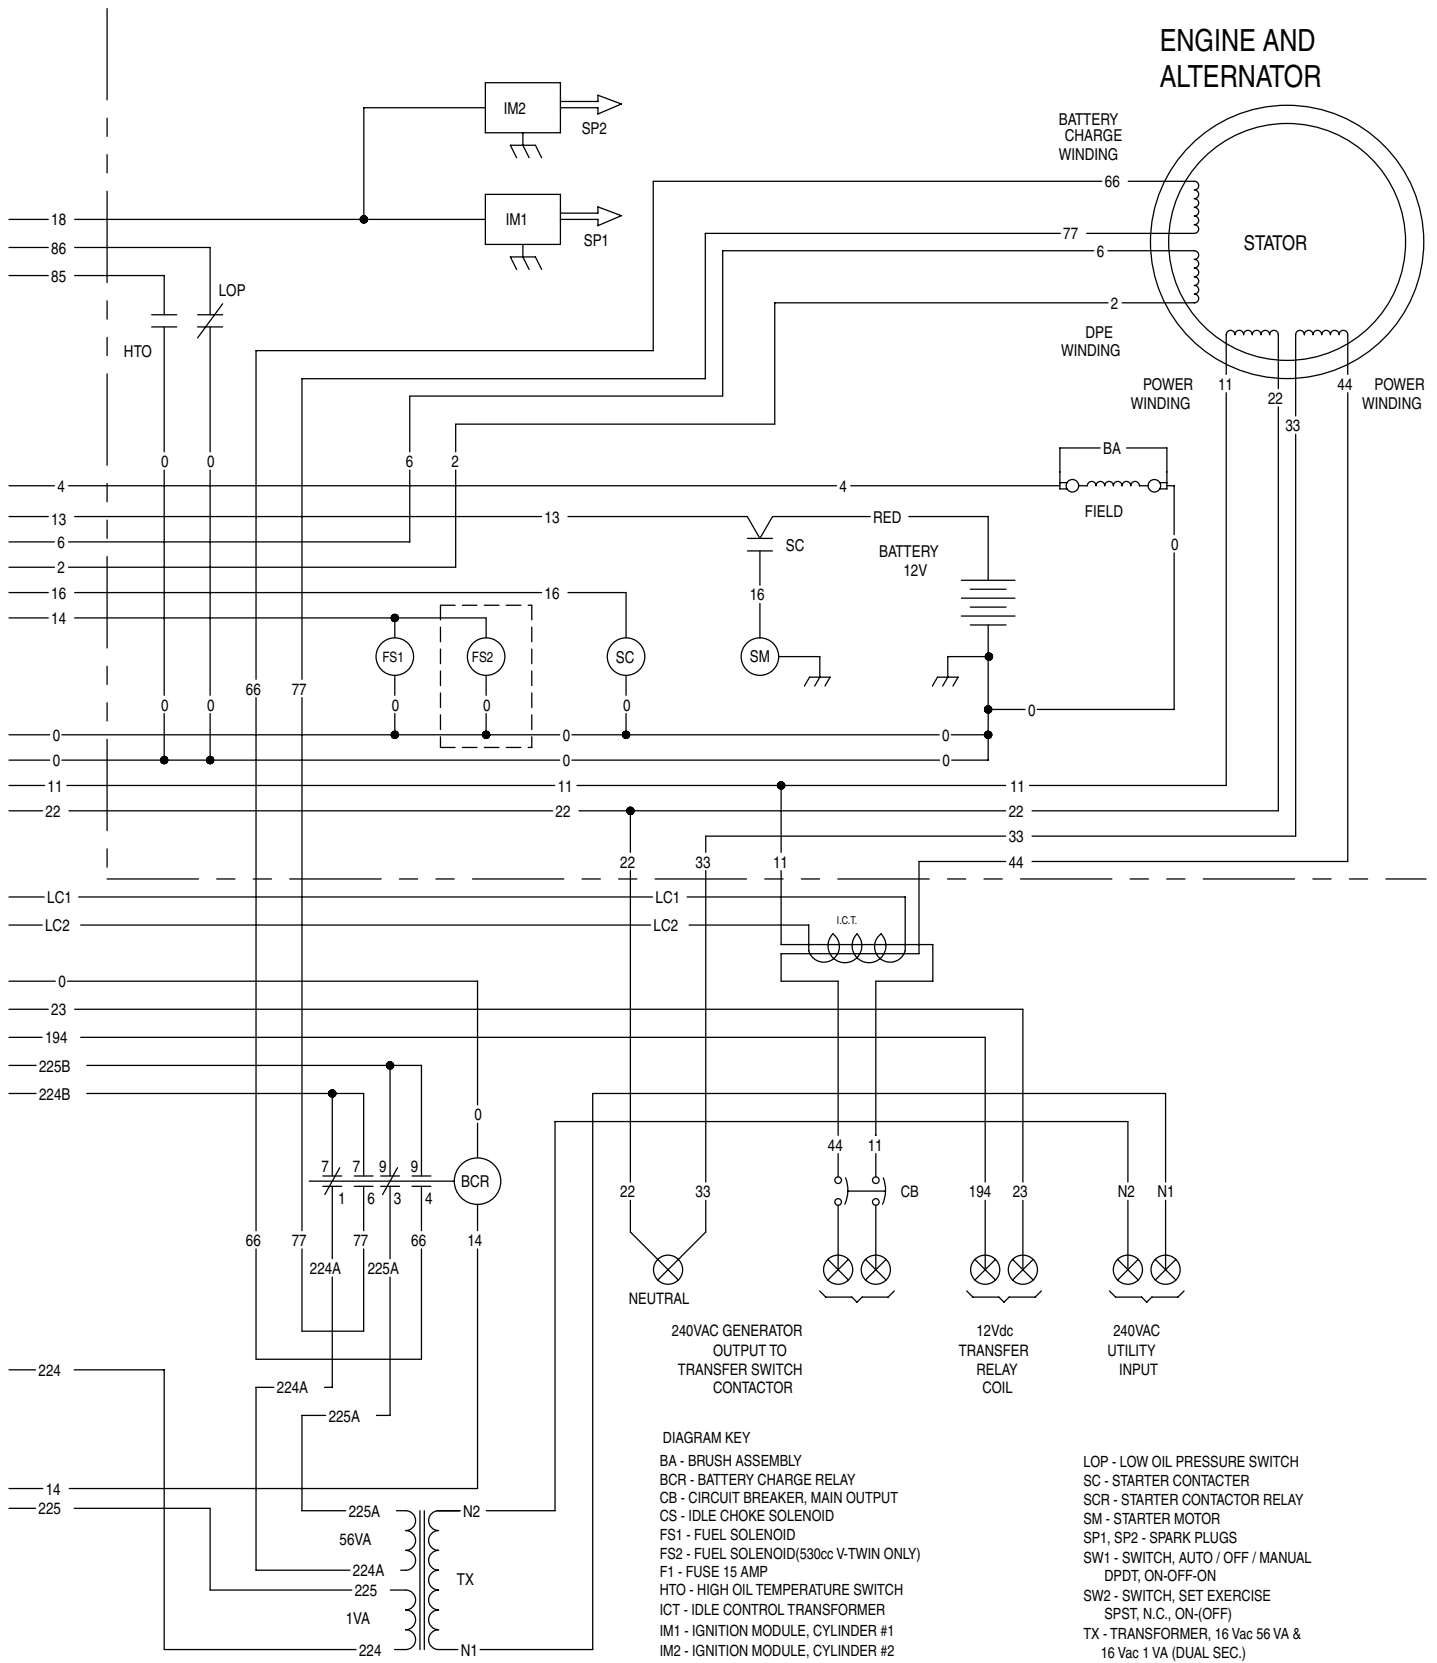 ENGINE AND
ALTERNATOR
IM2
SP2
BATTERY
CHARGE
WINDING
66
18
IM1
SP1
77
STATOR
86
6
85
LOP
2
HTO
DPE
WINDING
POWER
WINDING
11
22
33
44
POWER
WINDING
BA
0
0
6
2
4
4
FIELD
13
13
RED
SC
BATTERY
12V
0
6
2
16
16
16
14
FS1
FS2
SC
SM
66
77
0
0
0
0
0
0
0
0
0
0
0
0
11
11
11
22
22
22
33
22
33
11
44
LC1
LC1
I.C.T.
LC2
LC2
0
23
194
225B
224B
0
44
11
7
7
9
9
BCR
1
6
3
4
22
33
CB
194
23
N2
N1
66
77
77
66
14
224A
225A
NEUTRAL
240VAC GENERATOR
OUTPUT TO
TRANSFER SWITCH
CONTACTOR
12Vdc
TRANSFER
RELAY
COIL
240VAC
UTILITY
INPUT
224
224A
225A
14
225
225A
N2
56VA
224A
TX
225
1VA
224
N1
DIAGRAM KEY
BA - BRUSH ASSEMBLY
BCR - BATTERY CHARGE RELAY
CB - CIRCUIT BREAKER, MAIN OUTPUT
CS - IDLE CHOKE SOLENOID
FS1 - FUEL SOLENOID
FS2 - FUEL SOLENOID(530cc V-TWIN ONLY)
F1 - FUSE 15 AMP
HTO - HIGH OIL TEMPERATURE SWITCH
ICT - IDLE CONTROL TRANSFORMER
IM1 - IGNITION MODULE, CYLINDER #1
IM2 - IGNITION MODULE, CYLINDER #2
LOP - LOW OIL PRESSURE SWITCH
SC - STARTER CONTACTER
SCR - STARTER CONTACTOR RELAY
SM - STARTER MOTOR
SP1, SP2 - SPARK PLUGS
SW1 - SWITCH, AUTO / OFF / MANUAL
DPDT, ON-OFF-ON
SW2 - SWITCH, SET EXERCISE
SPST, N.C., ON-(OFF)
TX - TRANSFORMER, 16 Vac 56 VA &
16 Vac 1 VA (DUAL SEC.)